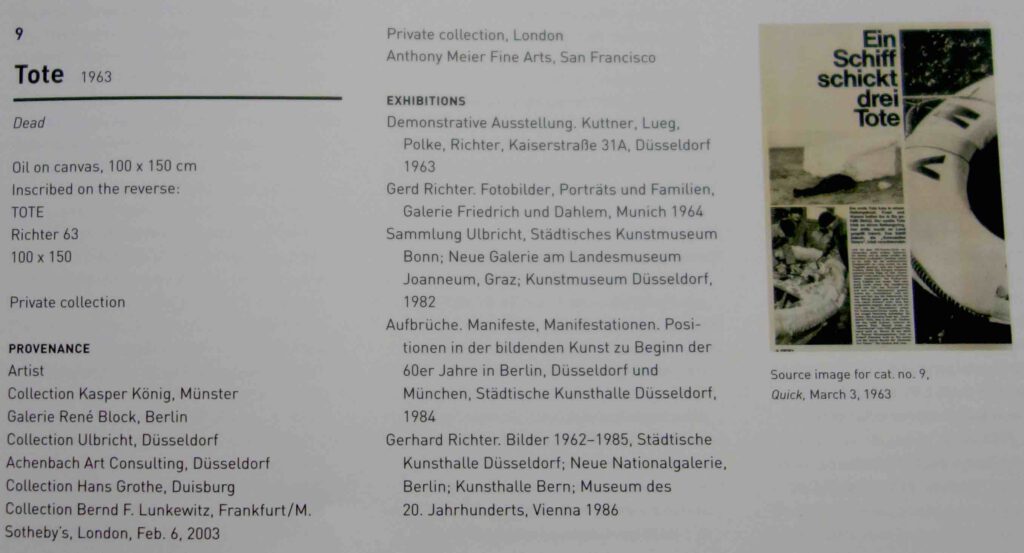 9
Tote 1963
Dead
Oil on canvas, 100 x 150 cm
Inscribed on the reverse:
TOTE
Richter 63
100 x 150
Private collection
PROVENANCE
Artist
Collection Kasper König, Münster
Galerie René Block, Berlin
Collection Ulbricht, Düsseldorf
Achenbach Art Consulting, Düsseldorf
Collection Hans Grothe, Duisburg
Collection Bernd F. Lunkewitz, Frankfurt/M.
Sotheby's, London, Feb. 6, 2003
Private collection, London
Anthony Meier Fine Arts, San Francisco
EXHIBITIONS
Demonstrative Ausstellung. Kuttner, Lueg,
Polke, Richter, Kaiserstraße 31A, Düsseldorf
1963
Gerd Richter. Fotobilder, Porträts und Familien,
Galerie Friedrich und Dahlem, Munich 1964
Sammlung Ulbricht, Städtisches Kunstmuseum
Bonn; Neue Galerie am Landesmuseum
Joanneum, Graz; Kunstmuseum Düsseldorf,
1982
Aufbrüche. Manifeste, Manifestationen. Posi-
tionen in der bildenden Kunst zu Beginn der
60er Jahre in Berlin, Düsseldorf und
München, Städtische Kunsthalle Düsseldorf,
1984
Gerhard Richter. Bilder 1962–1985, Städtische
Kunsthalle Düsseldorf; Neue Nationalgalerie,
Berlin; Kunsthalle Bern; Museum des
20. Jahrhunderts, Vienna 1986
Ein
Schiff
schickt
drei
Tote
Source image for cat. no. 9,
Quick, March 3, 1963